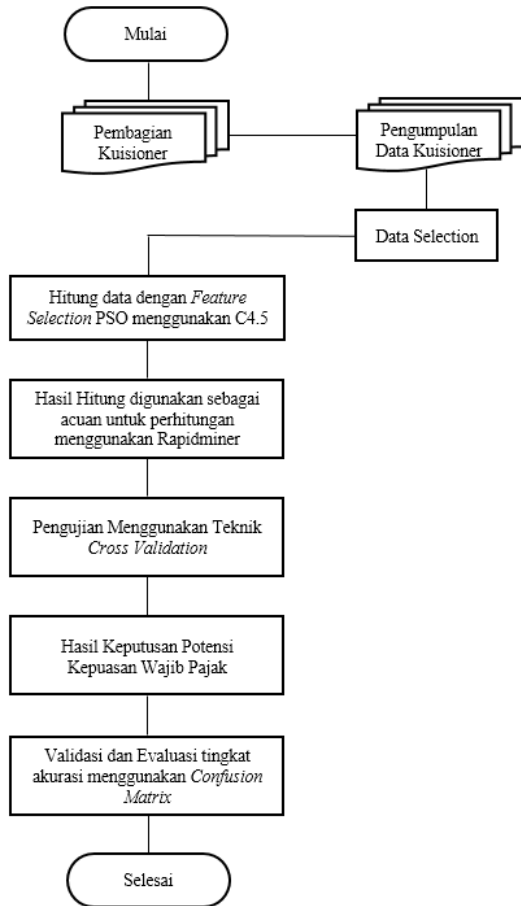 Mulai
Pembagian
Kuisioner
Pengumpulan
Data Kuisioner
Data Selection
Hitung data dengan Feature
Selection PSO menggunakan C4.5
Hasil Hitung digunakan sebagai
acuan untuk perhitungan
menggunakan Rapidminer
Pengujian Menggunakan Teknik
Cross Validation
Hasil Keputusan Potensi
Kepuasan Wajib Pajak
Validasi dan Evaluasi tingkat
akurasi menggunakan Confusion
Matrix
Selesai